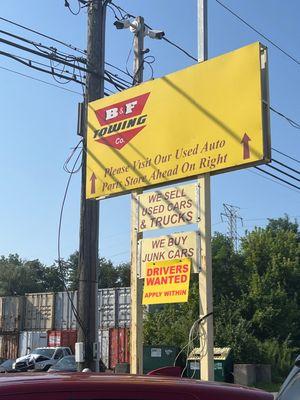 B&F
TOWING
Co.
Please Visit Our Used Auto
Parts Store Ahead On Right
WE SELL
USED CARS
& TRUCKS
WE BUY
JUNK CARS
DRIVERS
WANTED
APPLY WITHIN